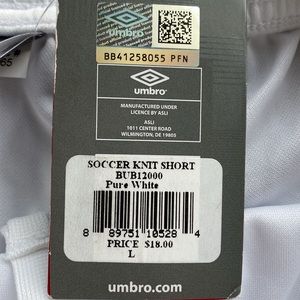 umbro
BB41258055 PFN
umbro
MANUFACTURED UNDER
LICENCE BY ASLI
ASLI
1011 CENTER ROAD
WILMINGTON, DE 19805
SOCCER KNIT SHORT
BUB12000
Pure White
8 89751 10528 4
PRICE $18.00
L
umbro.com